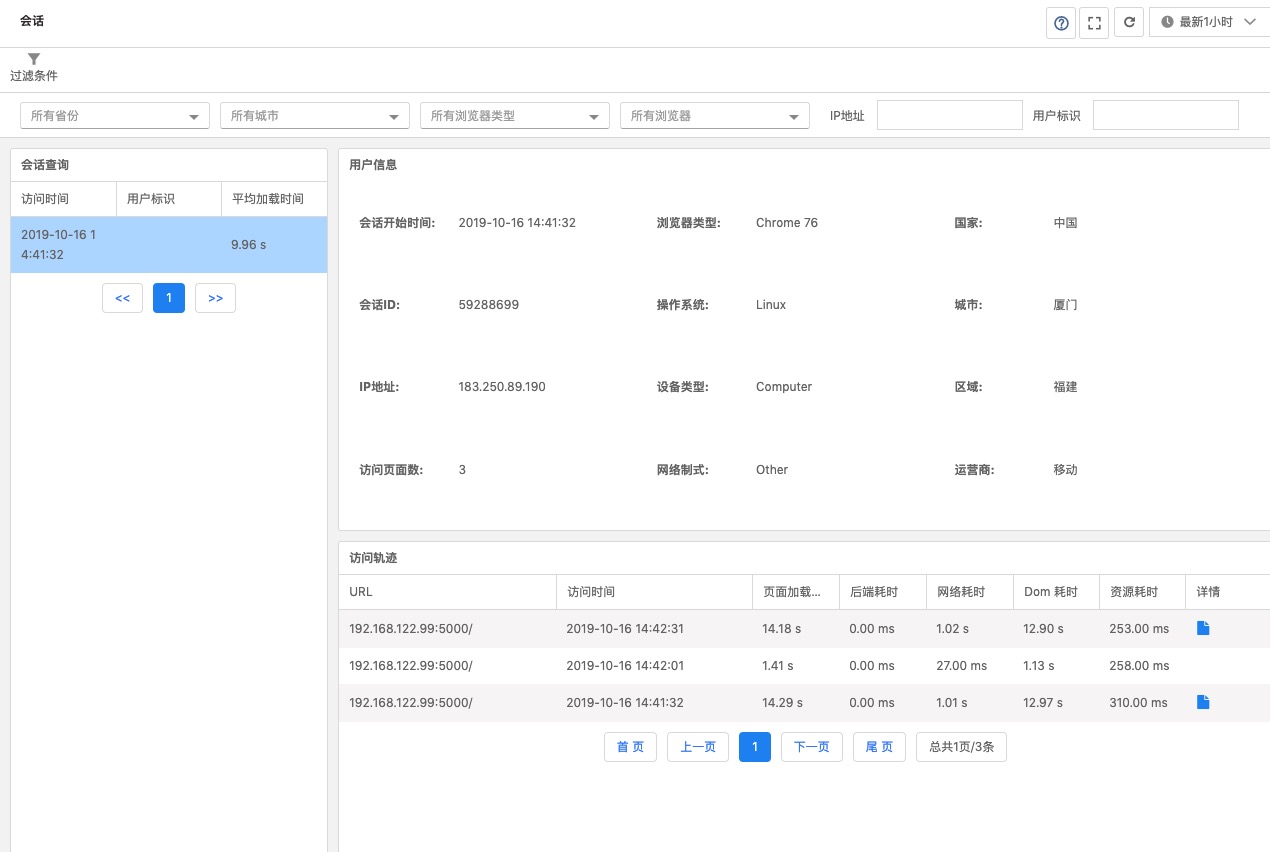 会话
最新1小时
过滤条件
所有省份 所有城市 所有浏览器类型 所有浏览器 IP地址 用户标识
会话查询
访问时间 用户标识 平均加载时间
2019-10-16 1
4:41:32
9.96 s
<< 1 >>
用户信息
会话开始时间: 2019-10-16 14:41:32 浏览器类型: Chrome 76 国家: 中国
会话ID: 59288699 操作系统: Linux 城市: 厦门
IP地址: 183.250.89.190 设备类型: Computer 区域: 福建
访问页面数: 3 网络制式: Other 运营商: 移动
访问轨迹
URL 访问时间 页面加载... 后端耗时 网络耗时 Dom 耗时 资源耗时 详情
192.168.122.99:5000/ 2019-10-16 14:42:31 14.18 s 0.00 ms 1.02 s 12.90 s 253.00 ms
192.168.122.99:5000/ 2019-10-16 14:42:01 1.41 s 0.00 ms 27.00 ms 1.13 s 258.00 ms
192.168.122.99:5000/ 2019-10-16 14:41:32 14.29 s 0.00 ms 1.01 s 12.97 s 310.00 ms
首 页 上一页 1 下一页 尾 页 总共1页/3条